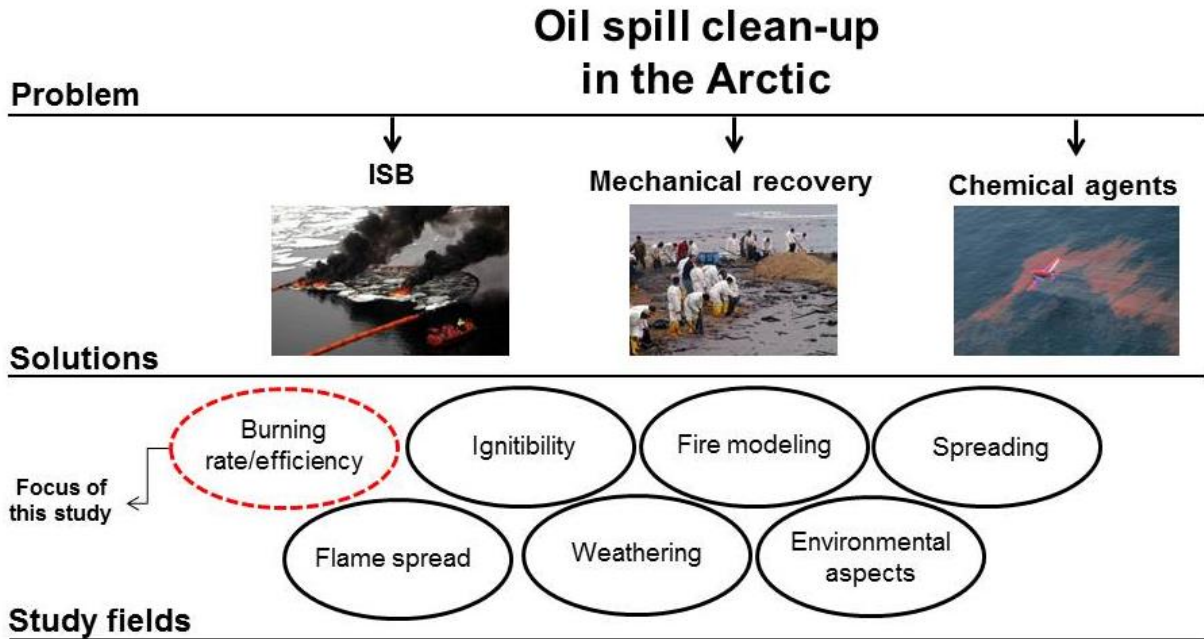 Oil spill clean-up
in the Arctic
Problem
ISB
Mechanical recovery
Chemical agents
Solutions
Burning
rate/efficiency
Ignitibility
Fire modeling
Spreading
Focus of
this study
Flame spread
Weathering
Environmental
aspects
Study fields